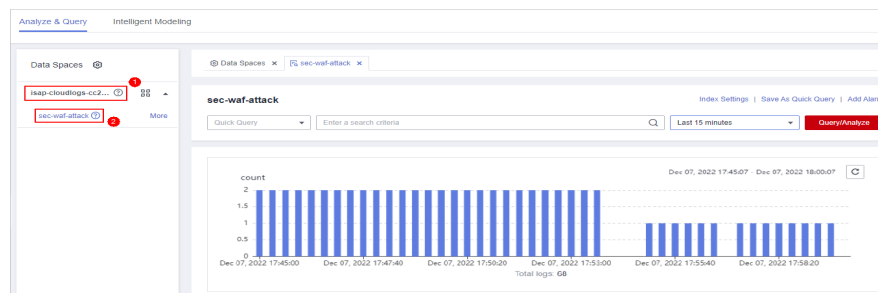 Analyze & Query Intelligent Modeling
Data Spaces
Data Spaces × sec-waf-attack ×
1
isap-cloudlogs-cc2...
sec-waf-attack 2 More
sec-waf-attack
Index Settings | Save As Quick Query | Add Alarm
Quick Query Enter a search criteria Last 15 minutes Query/Analyze
Dec 07, 2022 17:45:07 - Dec 07, 2022 18:00:07
count
2
1.5
1
0.5
0
Dec 07, 2022 17:45:00 Dec 07, 2022 17:47:40 Dec 07, 2022 17:50:20 Dec 07, 2022 17:53:00 Dec 07, 2022 17:55:40 Dec 07, 2022 17:58:20
Total logs: 68